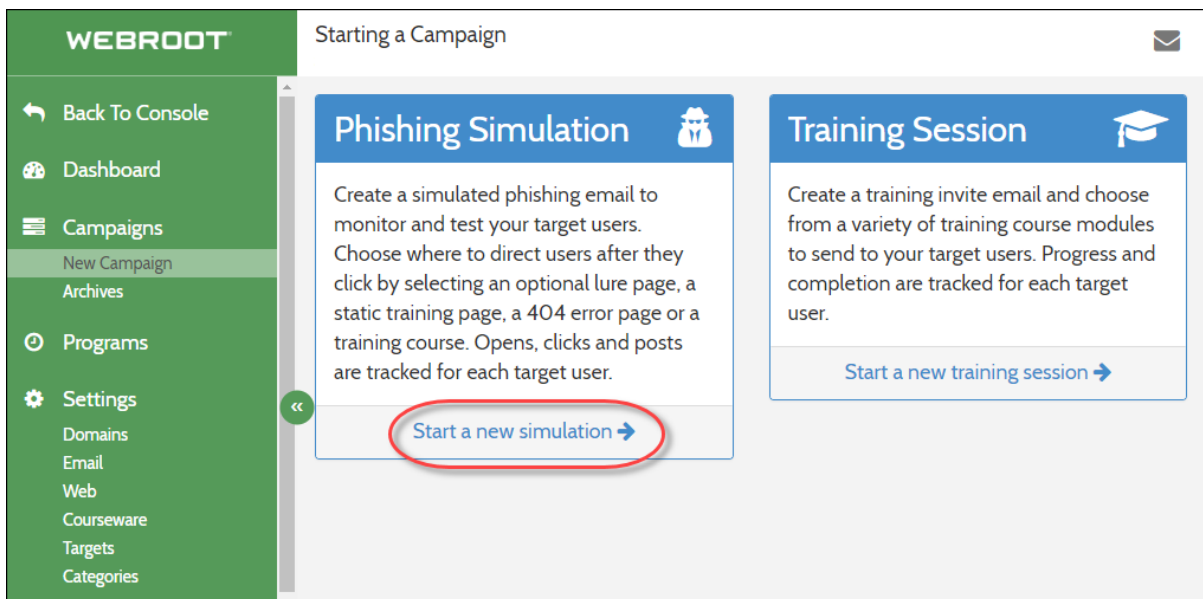 WEBROOT
Back To Console
Dashboard
Campaigns
New Campaign
Archives
Programs
Settings
Domains
Email
Web
Courseware
Targets
Categories
Starting a Campaign
Phishing Simulation
Create a simulated phishing email to
monitor and test your target users.
Choose where to direct users after they
click by selecting an optional lure page, a
static training page, a 404 error page or a
training course. Opens, clicks and posts
are tracked for each target user.
Start a new simulation
Training Session
Create a training invite email and choose
from a variety of training course modules
to send to your target users. Progress and
completion are tracked for each target
user.
Start a new training session